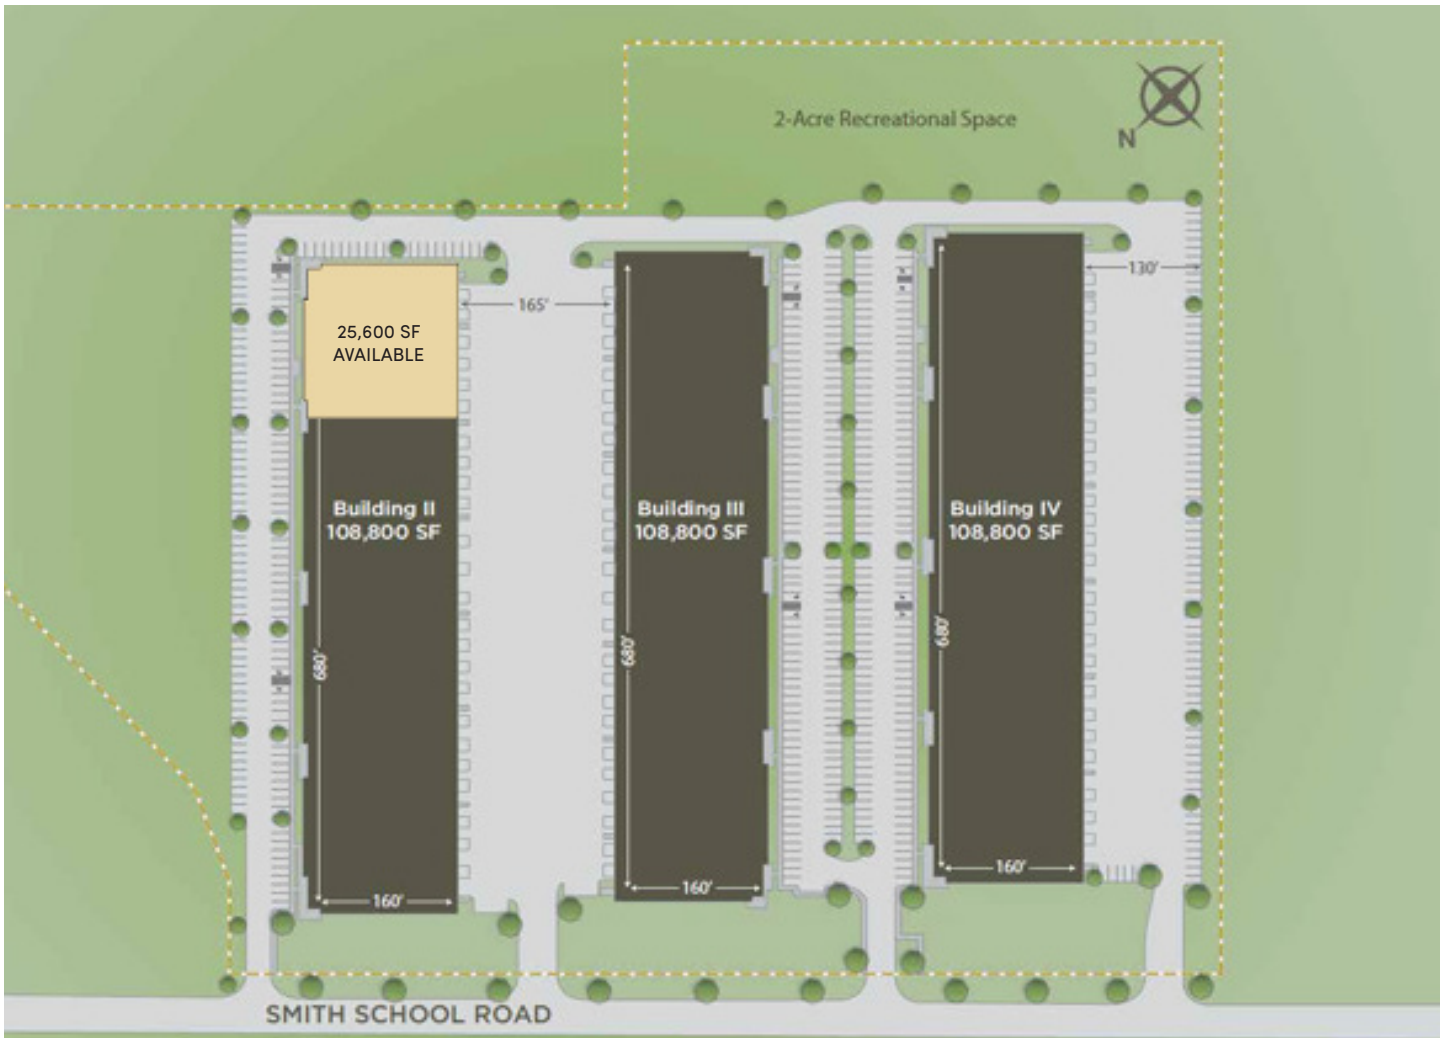 2-Acre Recreational Space
N
130'
165'
25,600 SF
AVAILABLE
Building II
108,800 SF
Building III
108,800 SF
Building IV
108,800 SF
680'
680'
680'
160'
160'
160'
SMITH SCHOOL ROAD